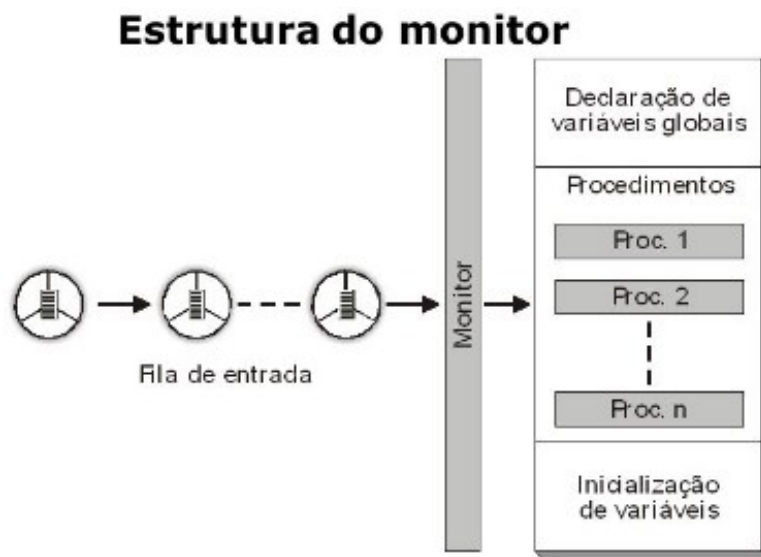 Estrutura do monitor
Declaração de
variáveis globais
Procedimentos
Proc. 1
Proc. 2
Proc. n
Monitor
Fila de entrada
Inicialização
de variáveis